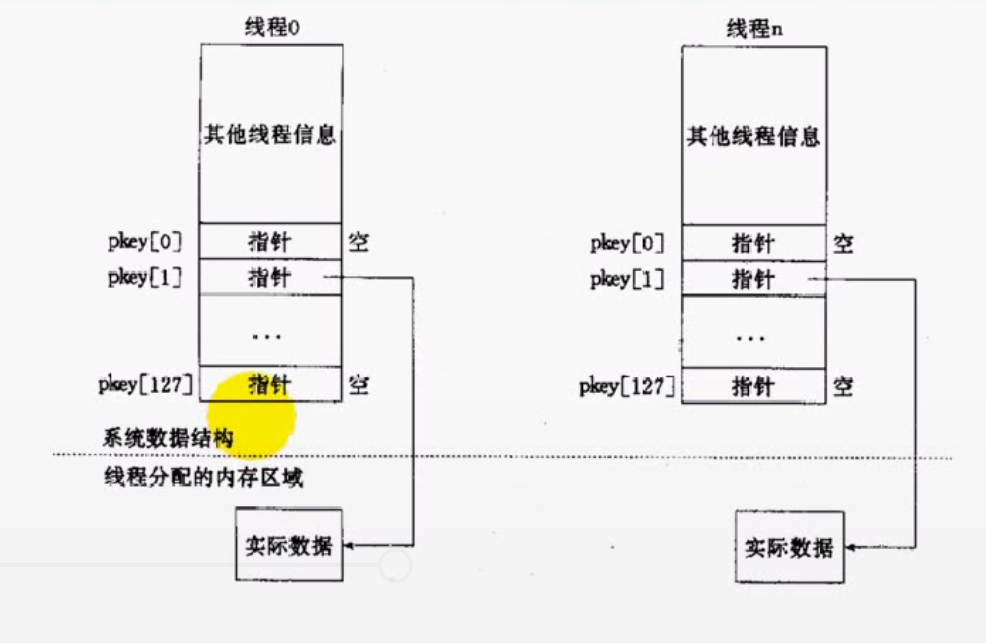 线程0
线程n
其他线程信息
其他线程信息
pkey[0] 指针 空
pkey[0] 指针 空
pkey[1] 指针
pkey[1] 指针
...
...
pkey[127] 指针 空
pkey[127] 指针 空
系统数据结构
线程分配的内存区域
实际数据
实际数据